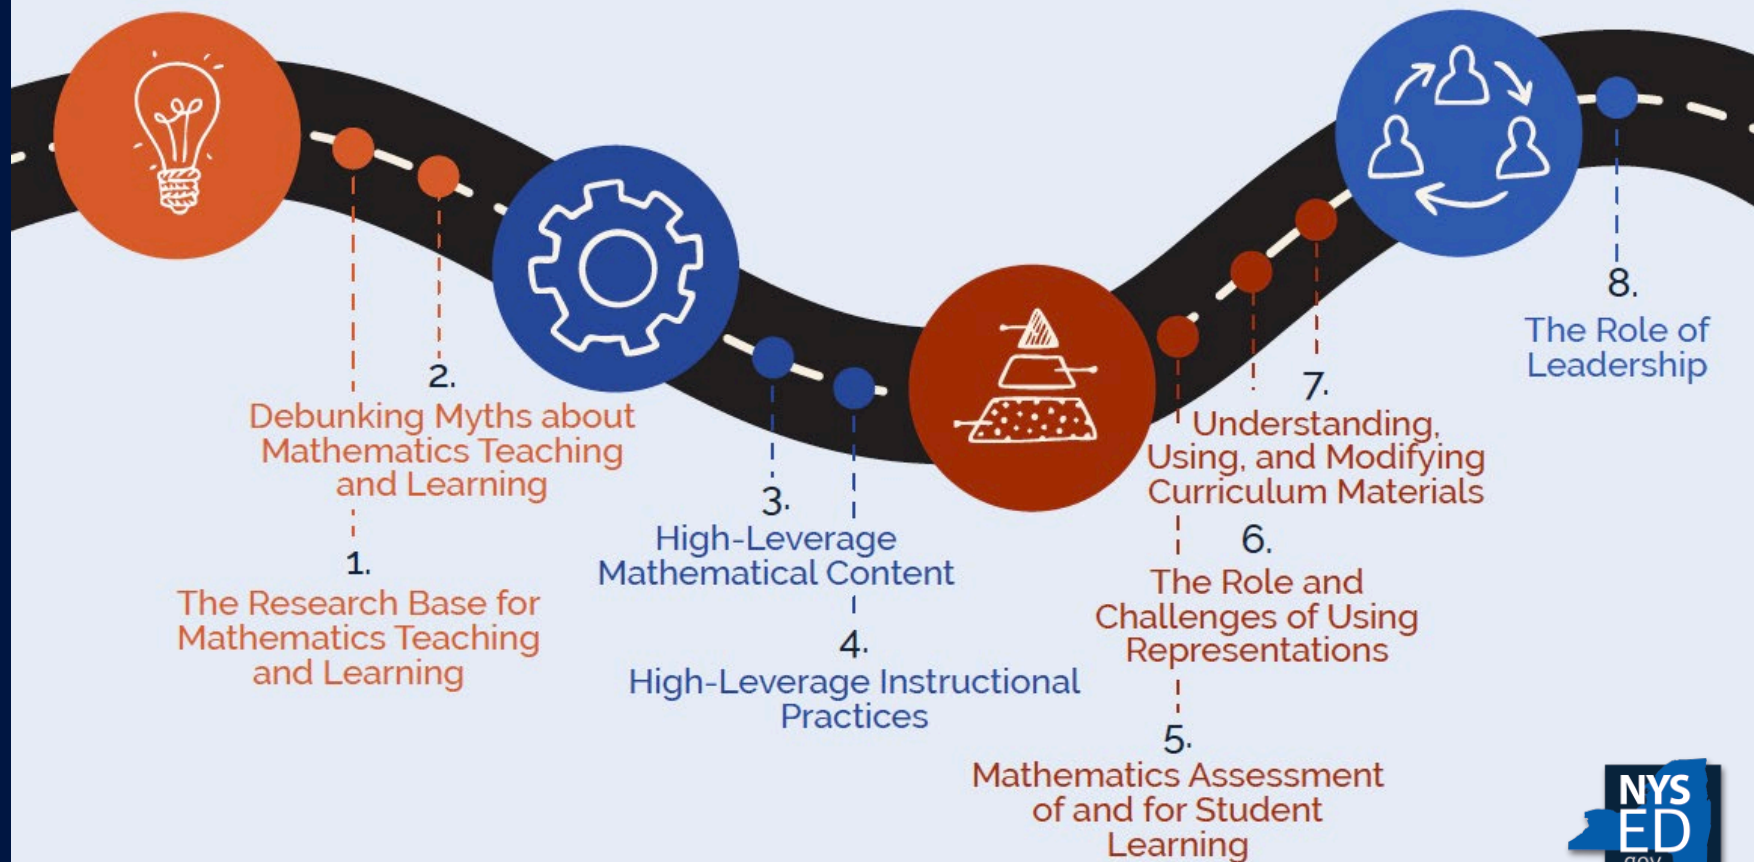 1.
The Research Base for
Mathematics Teaching
and Learning
2.
Debunking Myths about
Mathematics Teaching
and Learning
3.
High-Leverage
Mathematical Content
4.
High-Leverage Instructional
Practices
5.
Mathematics Assessment
of and for Student
Learning
6.
The Role and
Challenges of Using
Representations
7.
Understanding,
Using, and Modifying
Curriculum Materials
8.
The Role of
Leadership
NYS
ED
.gov